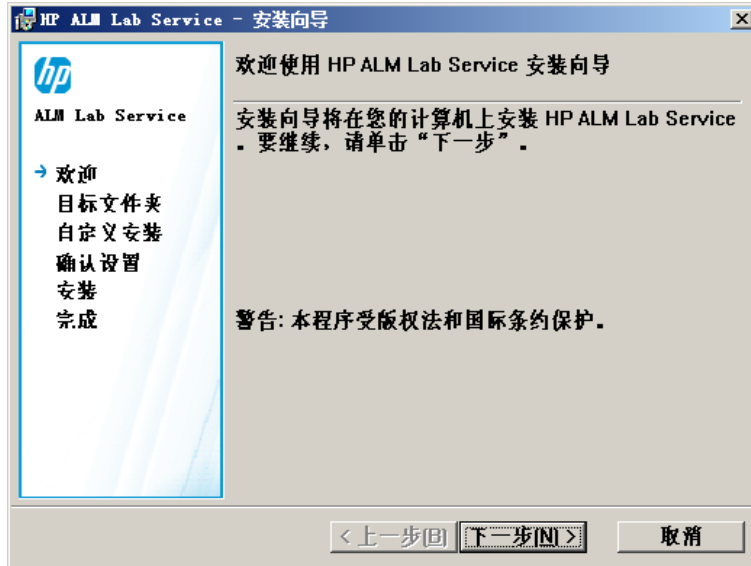 HP ALM Lab Service - 安装向导
hp
欢迎使用 HP ALM Lab Service 安装向导
ALM Lab Service
安装向导将在您的计算机上安装 HP ALM Lab Service
。要继续，请单击“下一步”。
欢迎
目标文件夹
自定义安装
确认设置
安装
完成
警告: 本程序受版权法和国际条约保护。
< 上一步(B) 下一步(N) > 取消